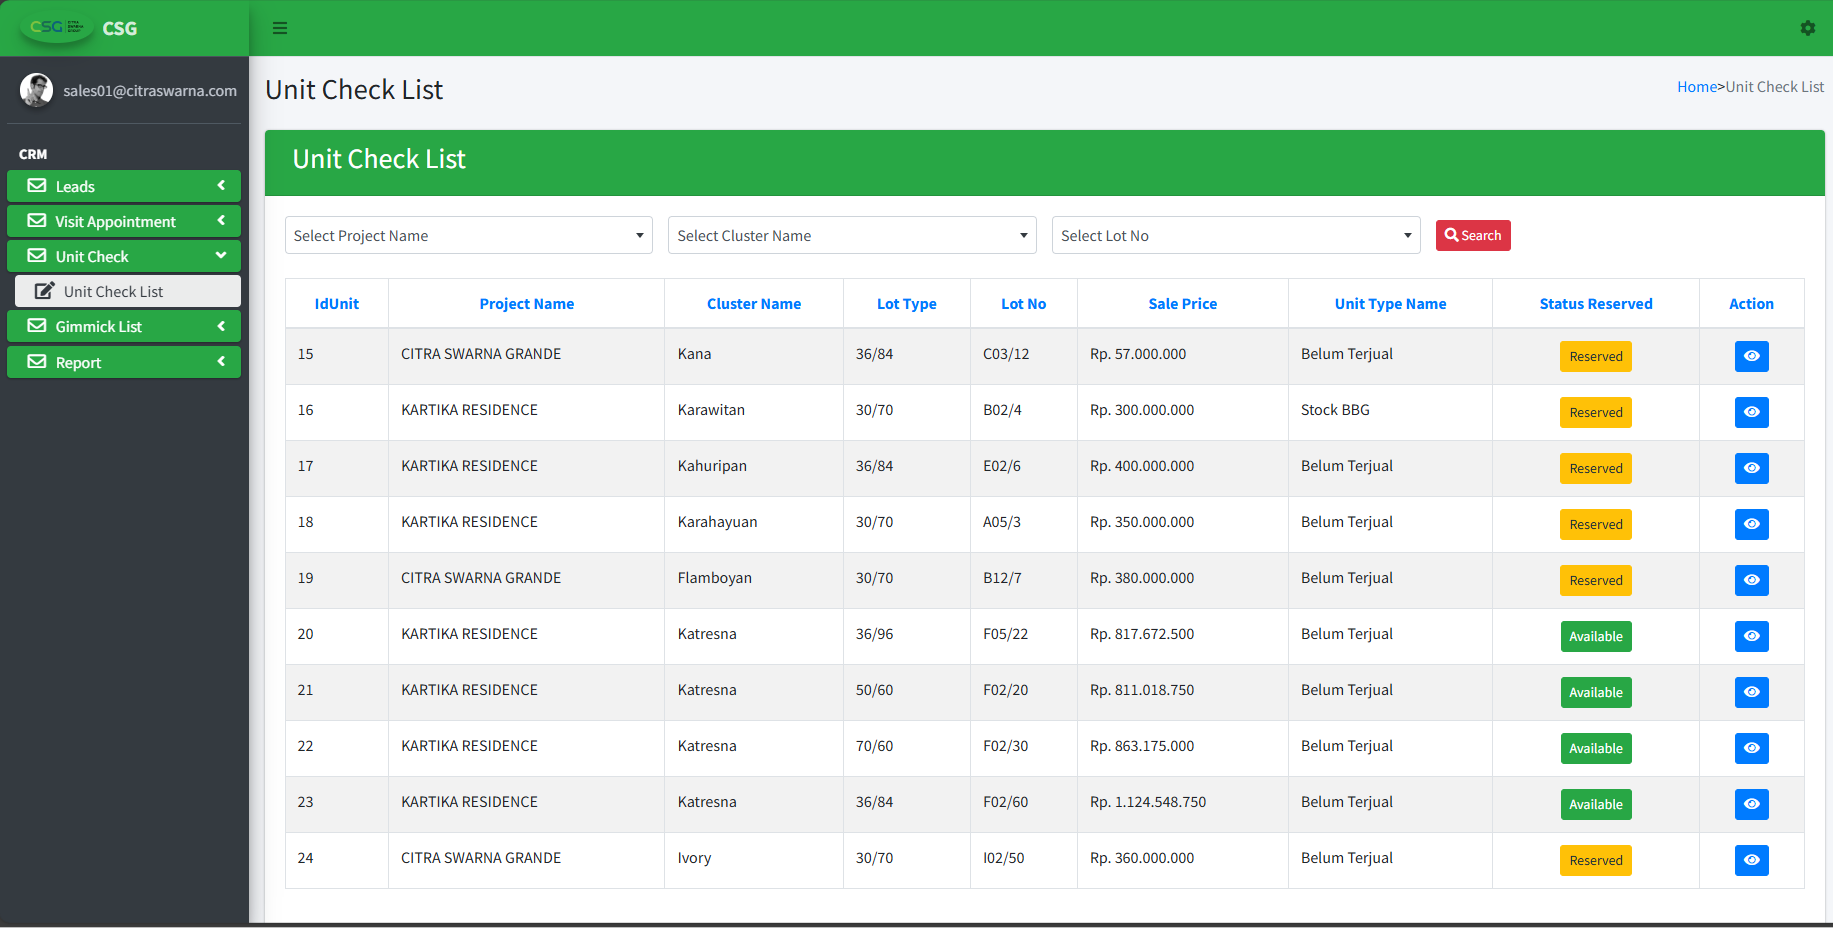 CSG CITRA SWARNA GROUP CSG
sales01@citraswarna.com
CRM
Leads
Visit Appointment
Unit Check
Unit Check List
Gimmick List
Report
Unit Check List
Home>Unit Check List
Unit Check List
Select Project Name Select Cluster Name Select Lot No Search
IdUnit Project Name Cluster Name Lot Type Lot No Sale Price Unit Type Name Status Reserved Action
15 CITRA SWARNA GRANDE Kana 36/84 C03/12 Rp. 57.000.000 Belum Terjual Reserved
16 KARTIKA RESIDENCE Karawitan 30/70 B02/4 Rp. 300.000.000 Stock BBG Reserved
17 KARTIKA RESIDENCE Kahuripan 36/84 E02/6 Rp. 400.000.000 Belum Terjual Reserved
18 KARTIKA RESIDENCE Karahayuan 30/70 A05/3 Rp. 350.000.000 Belum Terjual Reserved
19 CITRA SWARNA GRANDE Flamboyan 30/70 B12/7 Rp. 380.000.000 Belum Terjual Reserved
20 KARTIKA RESIDENCE Katresna 36/96 F05/22 Rp. 817.672.500 Belum Terjual Available
21 KARTIKA RESIDENCE Katresna 50/60 F02/20 Rp. 811.018.750 Belum Terjual Available
22 KARTIKA RESIDENCE Katresna 70/60 F02/30 Rp. 863.175.000 Belum Terjual Available
23 KARTIKA RESIDENCE Katresna 36/84 F02/60 Rp. 1.124.548.750 Belum Terjual Available
24 CITRA SWARNA GRANDE Ivory 30/70 I02/50 Rp. 360.000.000 Belum Terjual Reserved